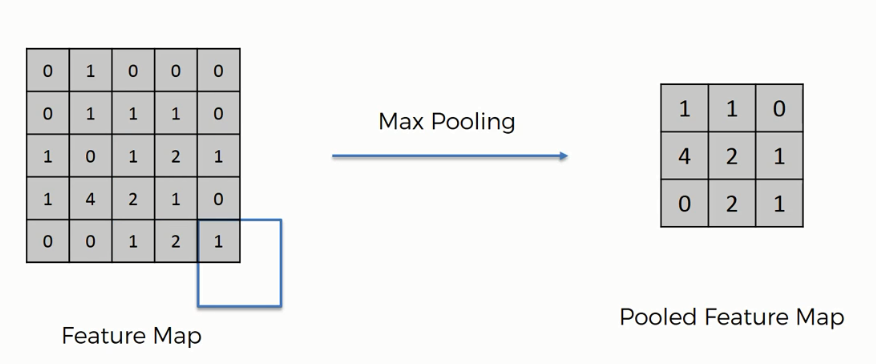 0 1 0 0 0
0 1 1 1 0
1 0 1 2 1
1 4 2 1 0
0 0 1 2 1
Feature Map
Max Pooling
1 1 0
4 2 1
0 2 1
Pooled Feature Map